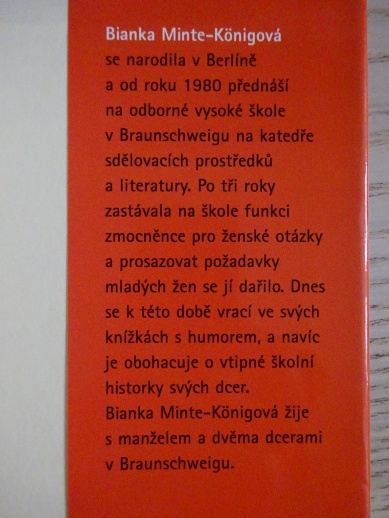 Bianka Minte-Königová
se narodila v Berlíně
a od roku 1980 přednáší
na odborné vysoké škole
v Braunschweigu na katedře
sdělovacích prostředků
a literatury. Po tři roky
zastávala na škole funkci
zmocněnce pro ženské otázky
a prosazovat požadavky
mladých žen se jí dařilo. Dnes
se k této době vrací ve svých
knížkách s humorem, a navíc
je obohacuje o vtipné školní
historky svých dcer.
Bianka Minte-Königová žije
s manželem a dvěma dcerami
v Braunschweigu.